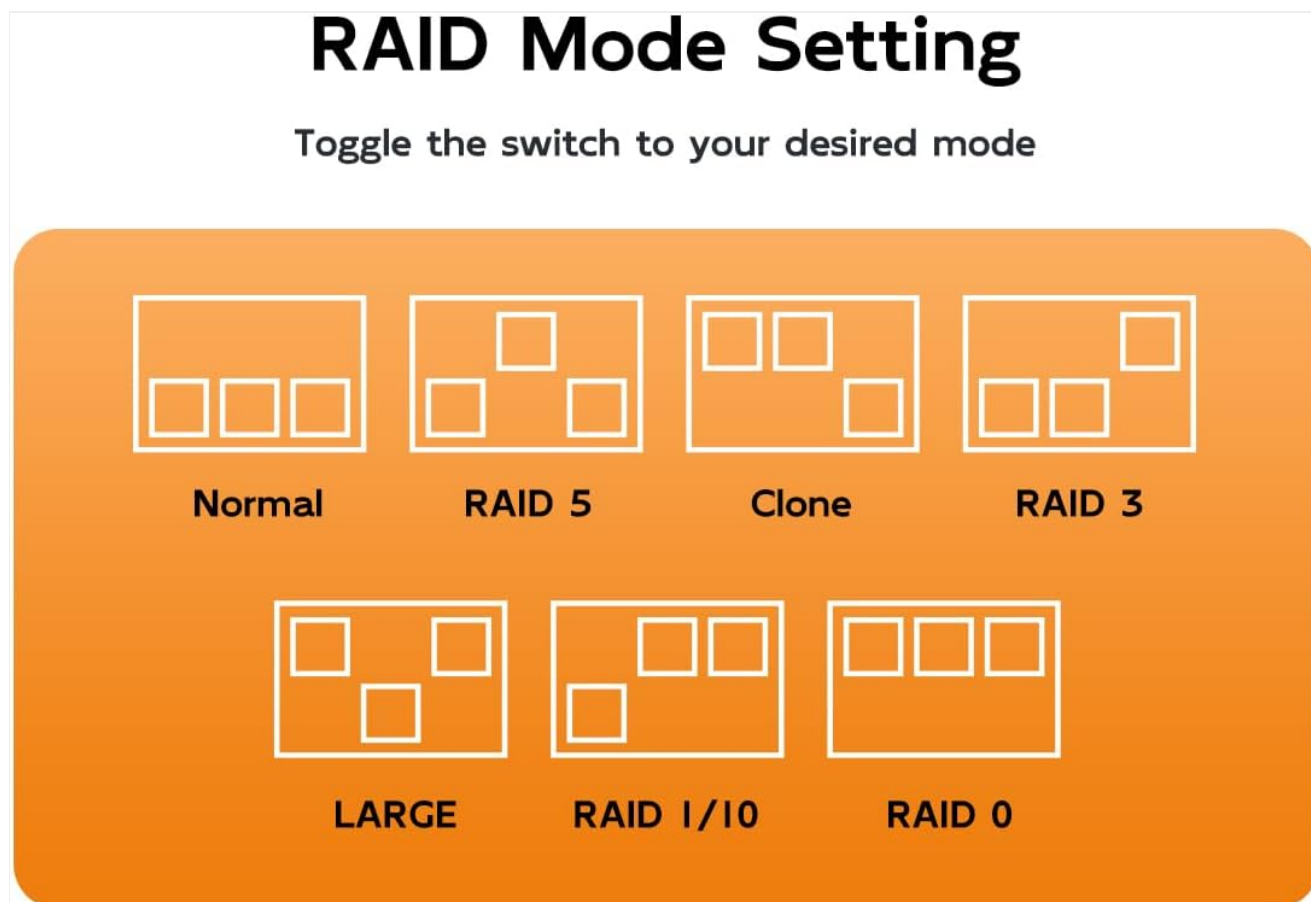 RAID Mode Setting
Toggle the switch to your desired mode
Normal RAID 5 Clone RAID 3
LARGE RAID 1/10 RAID 0